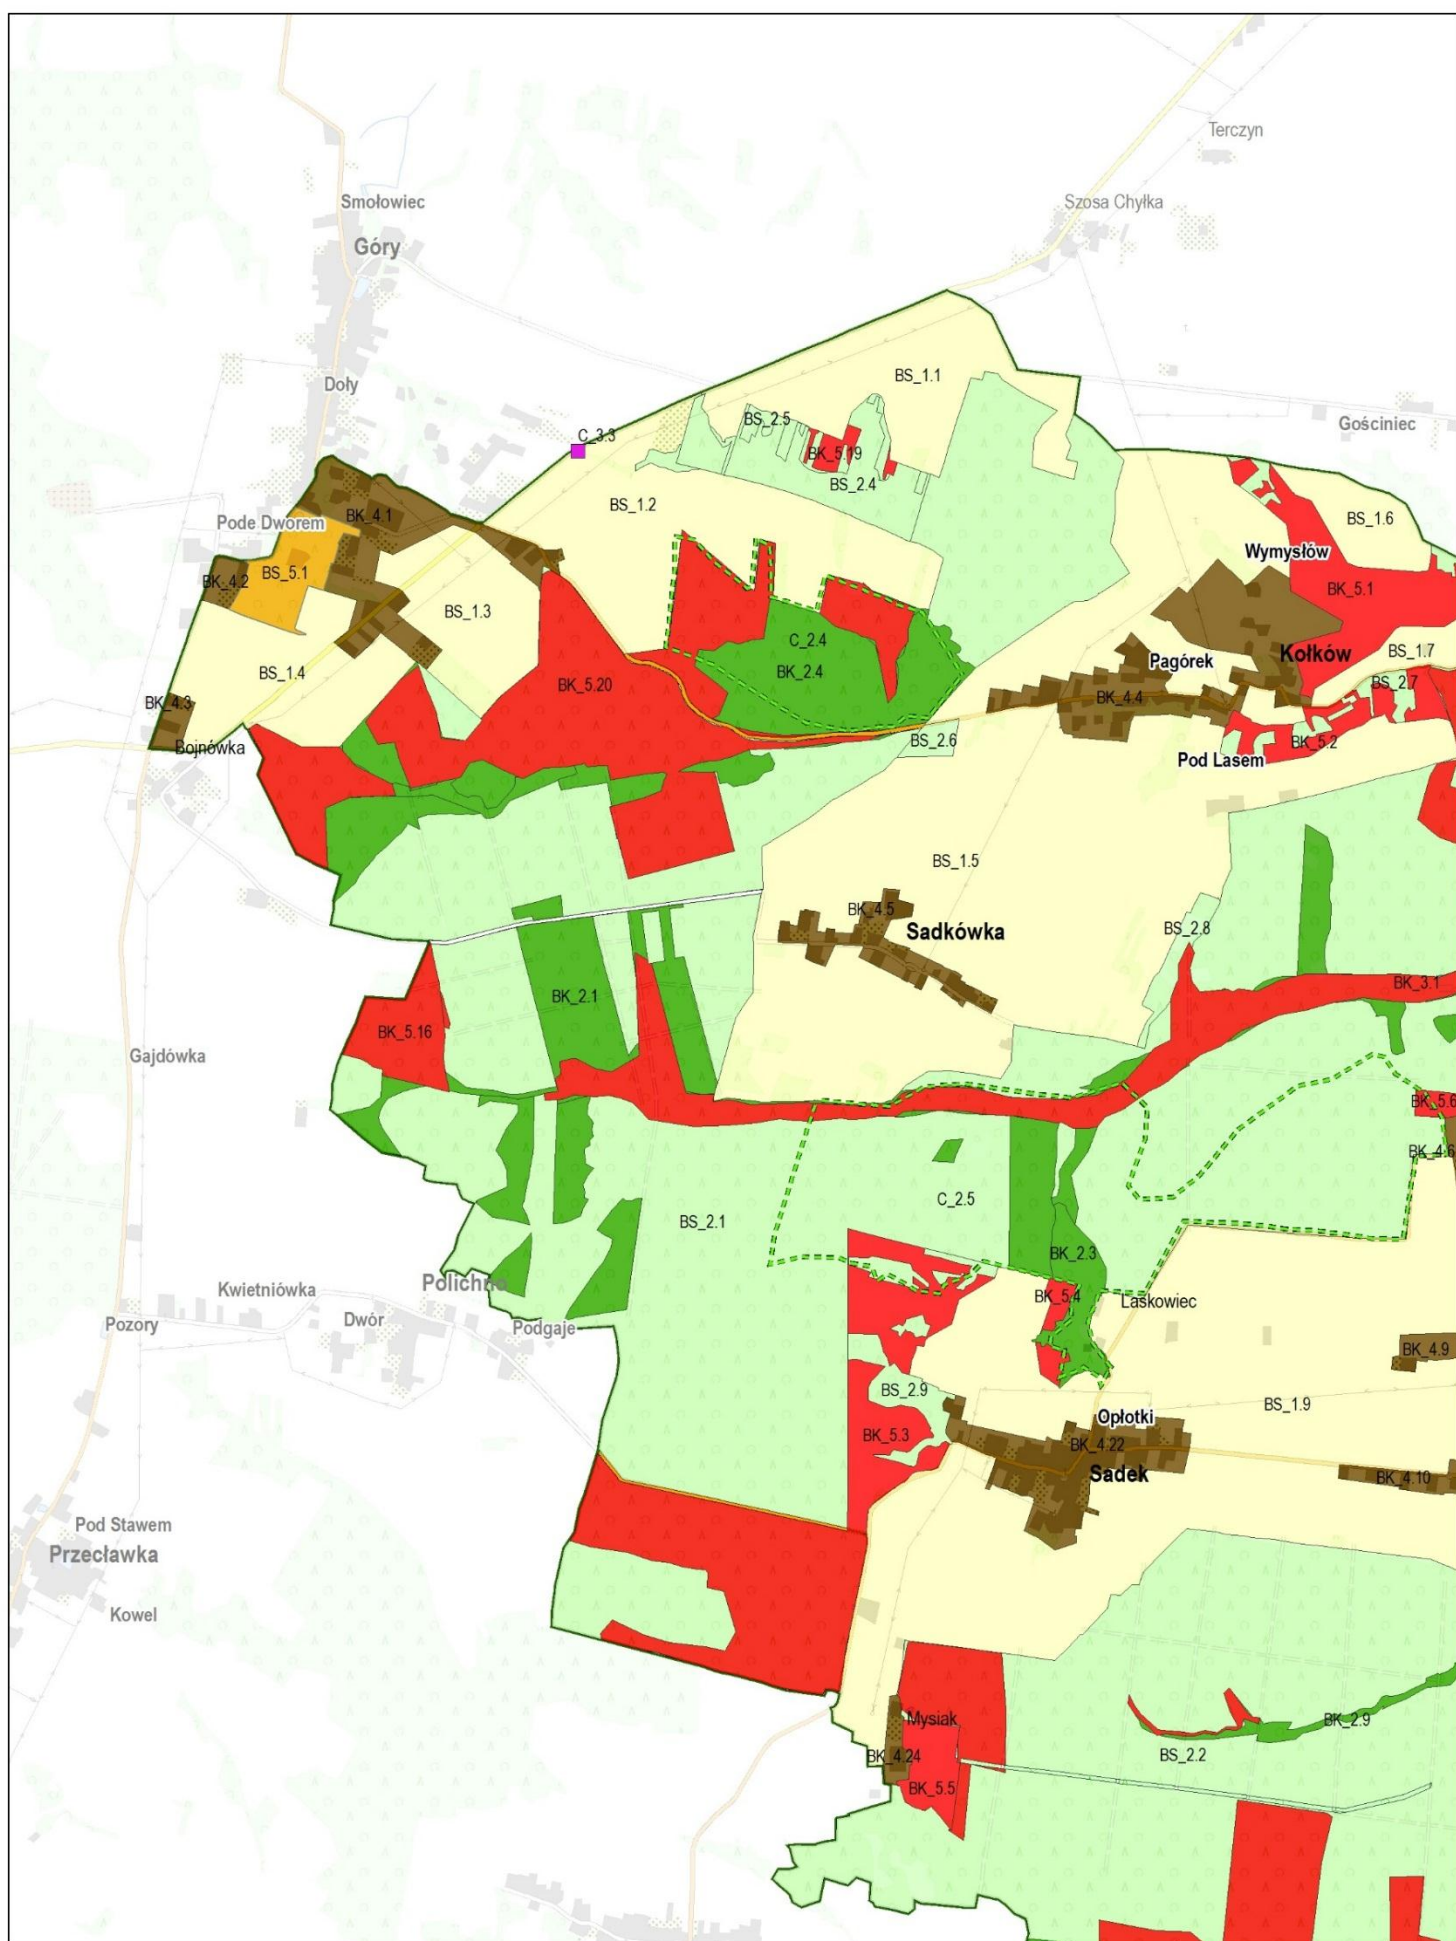 Terczyn
Smołowiec
Szosa Chyłka
Góry
BS_1.1
Doły
BS_2.5
Gościniec
C_3.3
BK_5.19
BS_2.4
BS_1.2
BK_4.1
BS_1.6
Pode Dworem
Wymysłów
BS_5.1
BK_4.2
BK_5.1
BS_1.3
C_2.4
BS_1.7
Kołków
Pagórek
BS_1.4
BK_2.4
BK_5.20
BS_2.7
BK_4.4
BK_4.3
BS_2.6
BK_5.2
Bojnówka
Pod Lasem
BS_1.5
BK_4.5
Sadkówka
BS_2.8
BK_3.1
BK_2.1
BK_5.16
Gajdówka
BK_5.6
BK_4.6
C_2.5
BS_2.1
BK_2.3
Polichno
Kwietniówka
BK_5.4
Laskowiec
Dwór
Pozory
Podgaje
BK_4.9
BS_2.9
BS_1.9
Opłotki
BK_5.3
BK_4.22
Sadek
BK_4.10
Pod Stawem
Przecławka
Kowel
Mysiak
BK_2.9
BK_4.24
BS_2.2
BK_5.5